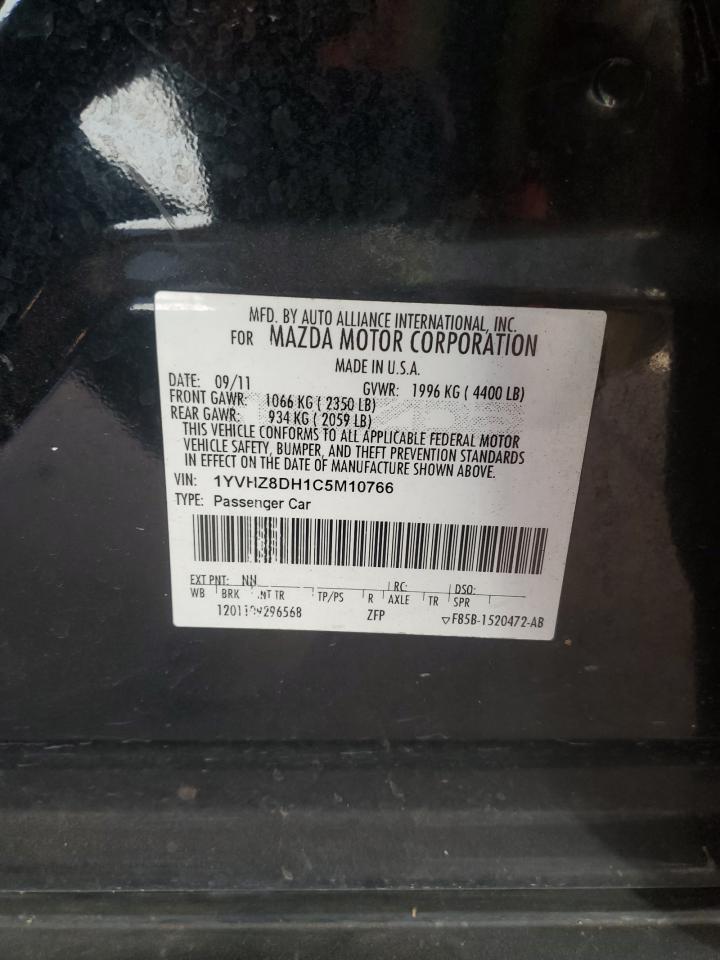 MFD. BY AUTO ALLIANCE INTERNATIONAL, INC.
FOR MAZDA MOTOR CORPORATION
MADE IN U.S.A.
DATE: 09/11 GVWR: 1996 KG ( 4400 LB)
FRONT GAWR: 1066 KG ( 2350 LB)
REAR GAWR: 934 KG ( 2059 LB)
THIS VEHICLE CONFORMS TO ALL APPLICABLE FEDERAL MOTOR
VEHICLE SAFETY, BUMPER, AND THEFT PREVENTION STANDARDS
IN EFFECT ON THE DATE OF MANUFACTURE SHOWN ABOVE.
VIN: 1YVHZ8DH1C5M10766
TYPE: Passenger Car
EXT PNT: NN RC: DSO:
WB BRK INT TR TP/PS R AXLE TR SPR
ZFP F85B-1520472-AB